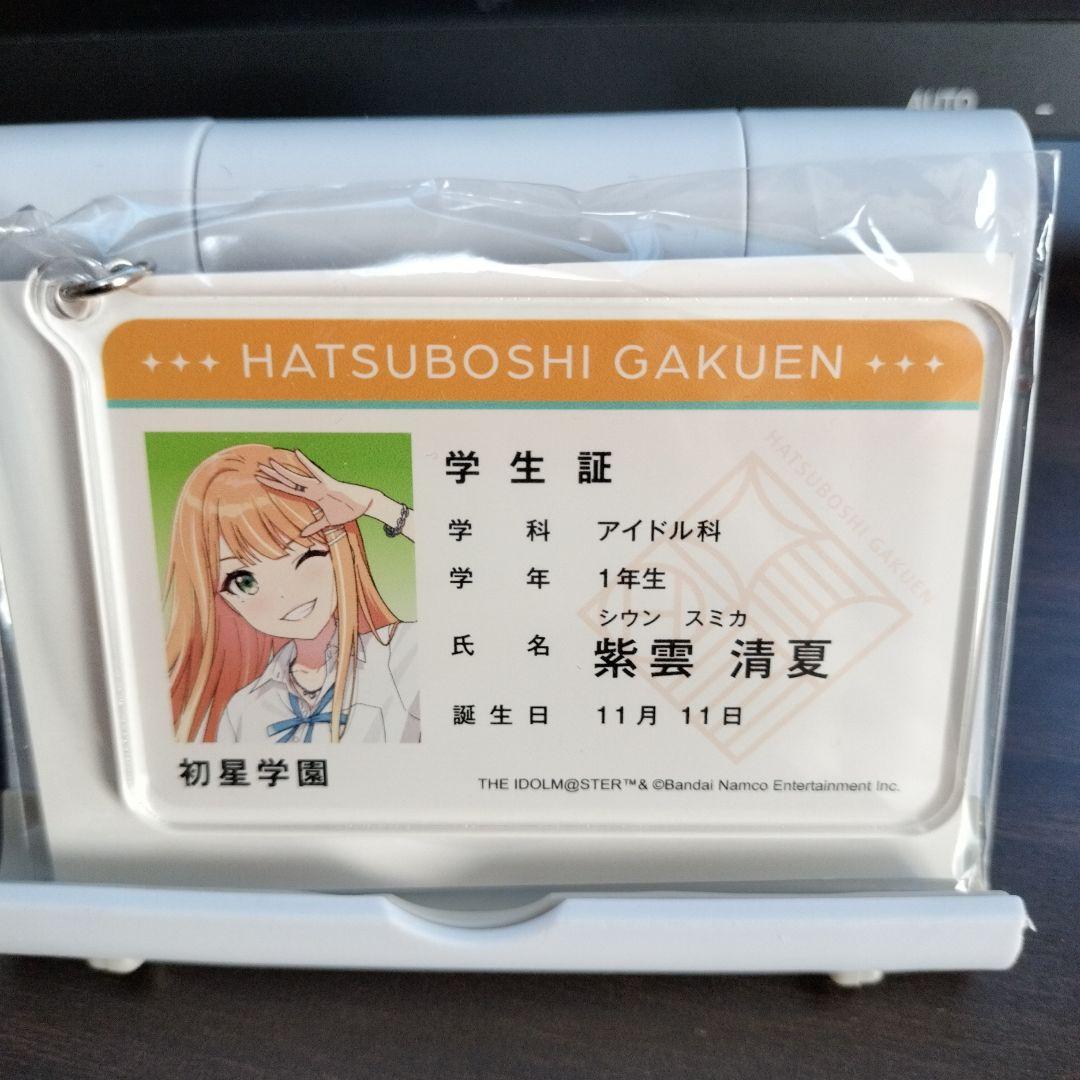 AUTO
HATSUBOSHI GAKUEN
学生証
学科 アイドル科
学年 1年生
シウン スミカ
氏名 紫雲 清夏
誕生日 11月 11日
初星学園
THE IDOLM@STER™& ©Bandai Namco Entertainment Inc.
HATSUBOSHI GAKUEN